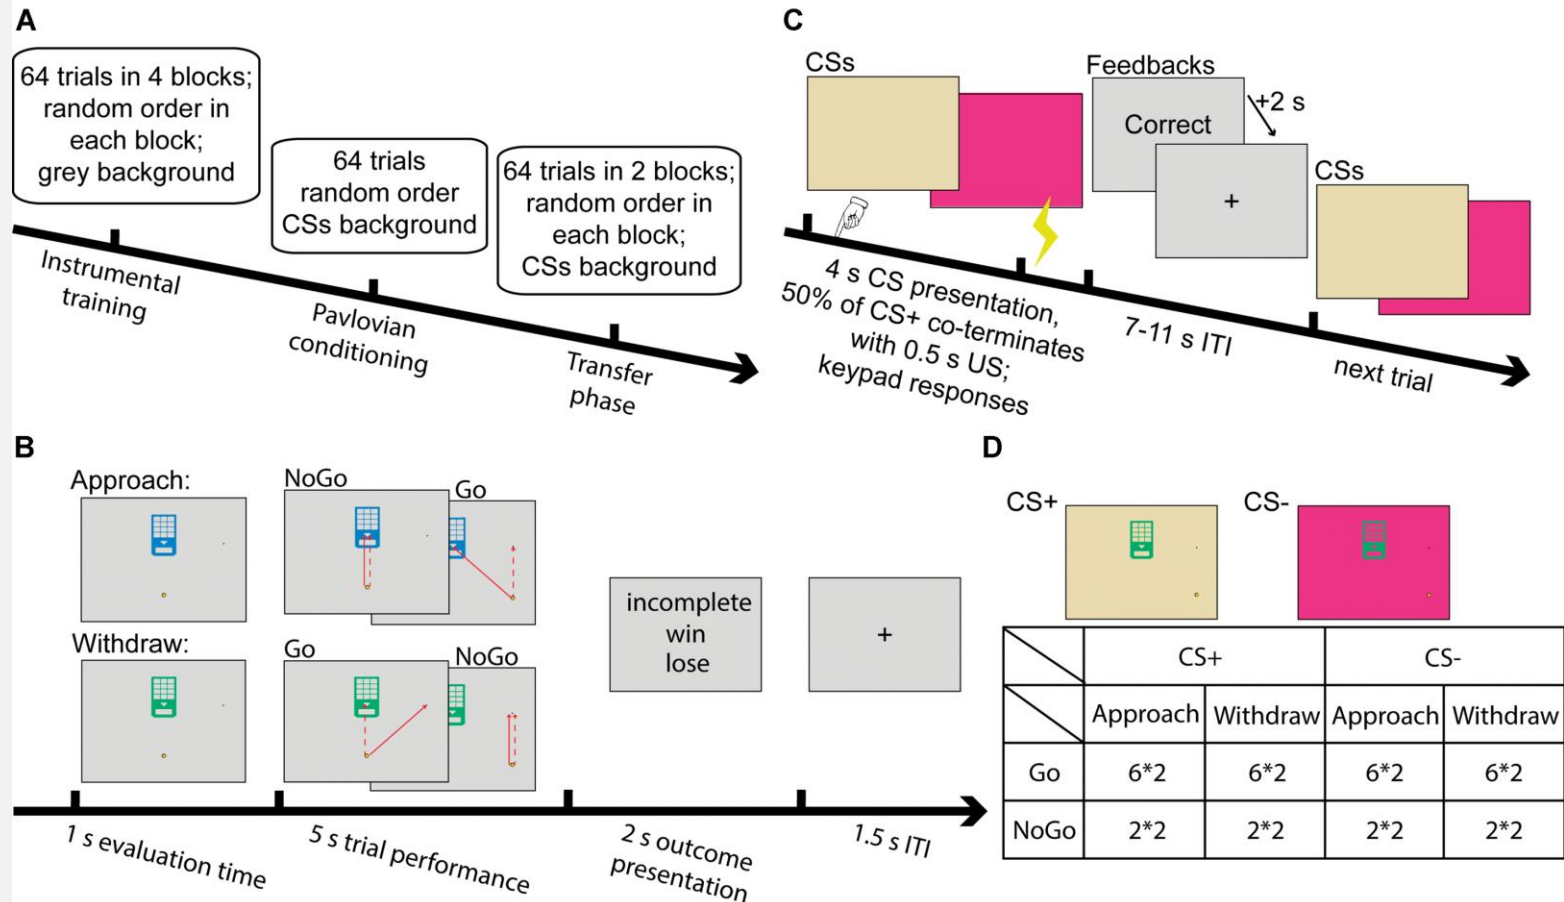 A
64 trials in 4 blocks;
random order in
each block;
grey background
64 trials
random order
CSs background
64 trials in 2 blocks;
random order in
each block;
CSs background
Instrumental
training
Pavlovian
conditioning
Transfer
phase
C
CSs
Feedbacks
Correct
+2 s
+
CSs
4 s CS presentation,
50% of CS+ co-terminates
with 0.5 s US;
keypad responses
7-11 s ITI
next trial
B
Approach:
NoGo
Go
Withdraw:
Go
NoGo
incomplete
win
lose
+
1 s evaluation time
5 s trial performance
2 s outcome
presentation
1.5 s ITI
D
CS+
CS-
CS+ CS-
Approach Withdraw Approach Withdraw
Go 6*2 6*2 6*2 6*2
NoGo 2*2 2*2 2*2 2*2